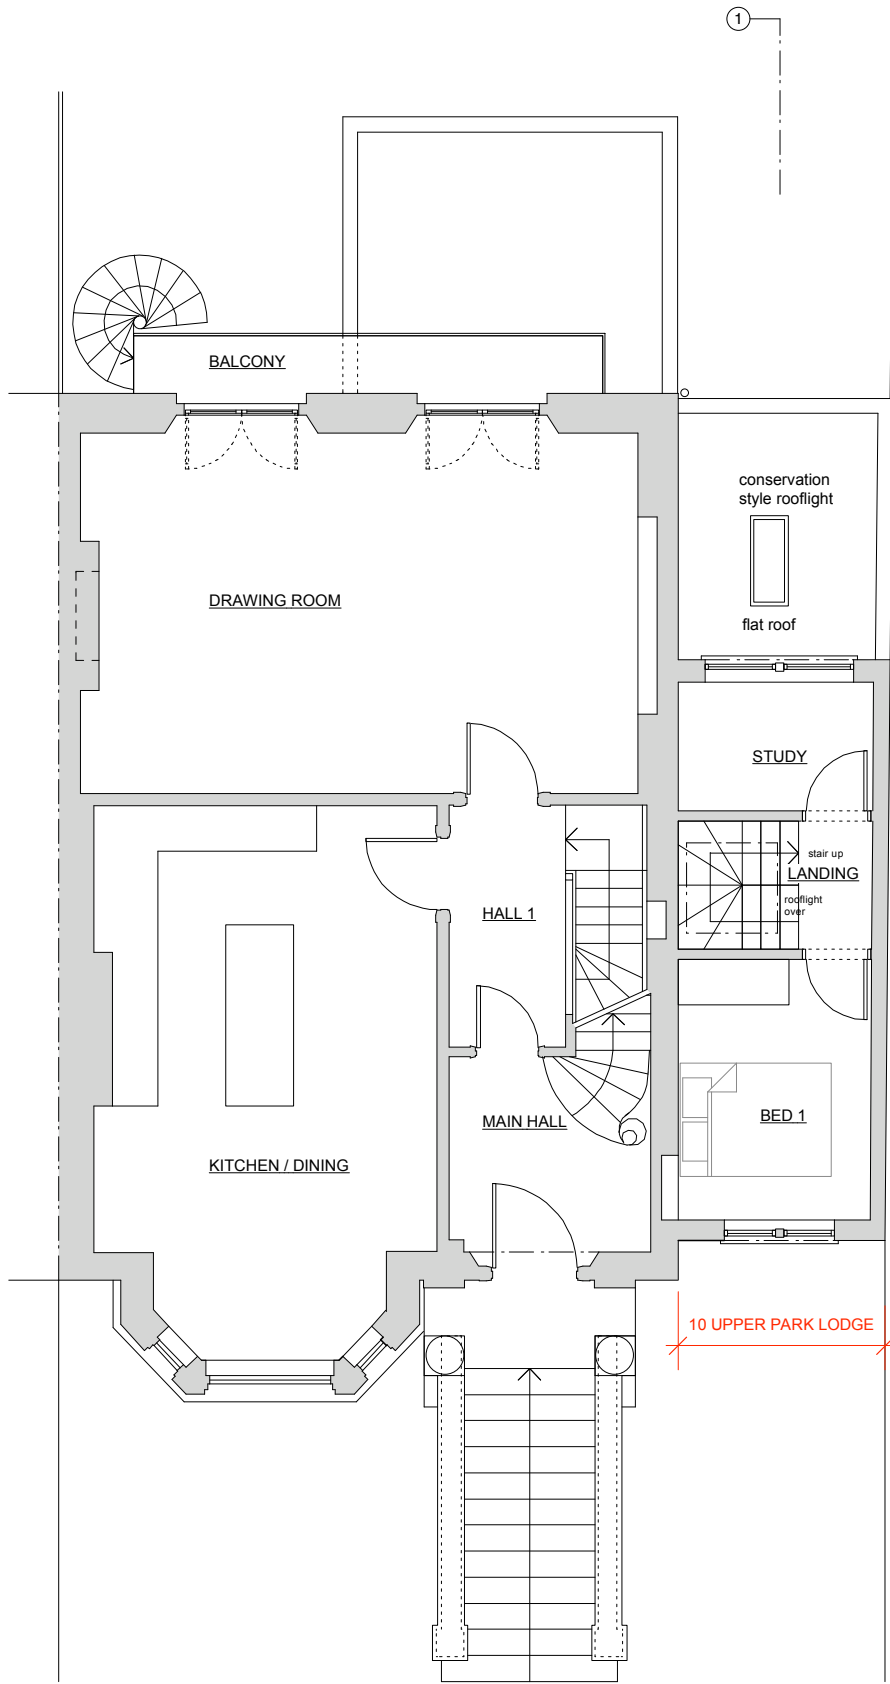 1
BALCONY
conservation
style rooflight
flat roof
DRAWING ROOM
STUDY
stair up
LANDING
rooflight
over
HALL 1
BED 1
MAIN HALL
KITCHEN / DINING
10 UPPER PARK LODGE